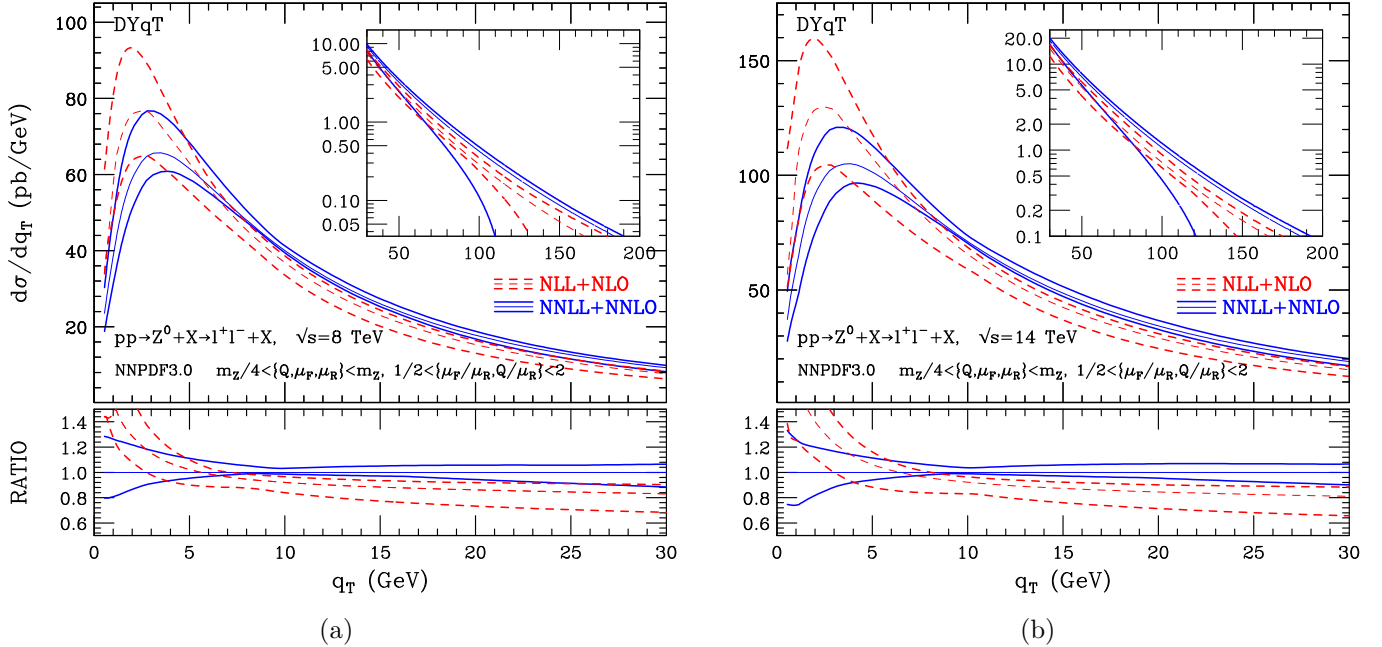 DYqT
100
80
60
40
20
dσ/dq_T (pb/GeV)
10.00
5.00
1.00
0.50
0.10
0.05
50 100 150 200
NLL+NLO
NNLL+NNLO
pp→Z⁰+X→l⁺l⁻+X, √s=8 TeV
NNPDF3.0 m_Z/4<{Q,μ_F,μ_R}<m_Z, 1/2<{μ_F/μ_R,Q/μ_R}<2
RATIO
1.4
1.2
1.0
0.8
0.6
0 5 10 15 20 25 30
q_T (GeV)
(a)
DYqT
150
100
50
20.0
10.0
5.0
2.0
1.0
0.5
0.2
0.1
50 100 150 200
NLL+NLO
NNLL+NNLO
pp→Z⁰+X→l⁺l⁻+X, √s=14 TeV
NNPDF3.0 m_Z/4<{Q,μ_F,μ_R}<m_Z, 1/2<{μ_F/μ_R,Q/μ_R}<2
1.4
1.2
1.0
0.8
0.6
0 5 10 15 20 25 30
q_T (GeV)
(b)